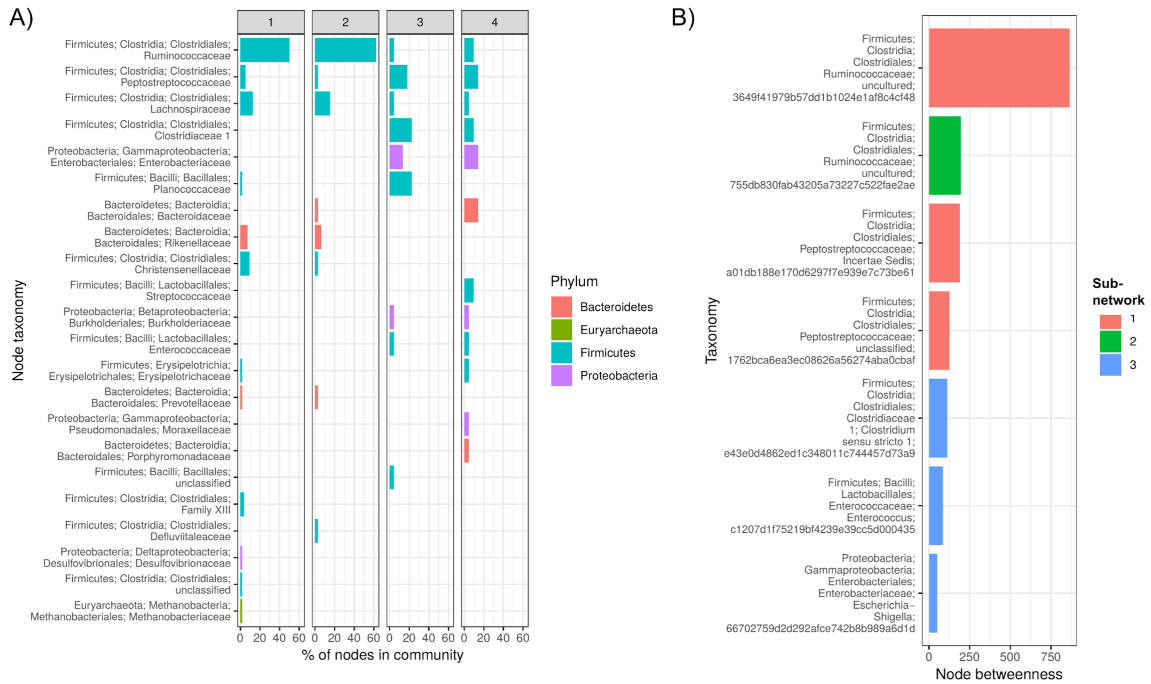 A)
1
2
3
4
Firmicutes; Clostridia; Clostridiales;
Ruminococcaceae
Firmicutes; Clostridia; Clostridiales;
Peptostreptococcaceae
Firmicutes; Clostridia; Clostridiales;
Lachnospiraceae
Firmicutes; Clostridia; Clostridiales;
Clostridiaceae 1
Proteobacteria; Gammaproteobacteria;
Enterobacteriales; Enterobacteriaceae
Firmicutes; Bacilli; Bacillales;
Planococcaceae
Bacteroidetes; Bacteroidia;
Bacteroidales; Bacteroidaceae
Bacteroidetes; Bacteroidia;
Bacteroidales; Rikenellaceae
Firmicutes; Clostridia; Clostridiales;
Christensenellaceae
Firmicutes; Bacilli; Lactobacillales;
Streptococcaceae
Proteobacteria; Betaproteobacteria;
Burkholderiales; Burkholderiaceae
Firmicutes; Bacilli; Lactobacillales;
Enterococcaceae
Firmicutes; Erysipelotrichia;
Erysipelotrichales; Erysipelotrichaceae
Bacteroidetes; Bacteroidia;
Bacteroidales; Prevotellaceae
Proteobacteria; Gammaproteobacteria;
Pseudomonadales; Moraxellaceae
Bacteroidetes; Bacteroidia;
Bacteroidales; Porphyromonadaceae
Firmicutes; Bacilli; Bacillales;
unclassified
Firmicutes; Clostridia; Clostridiales;
Family XIII
Firmicutes; Clostridia; Clostridiales;
Defluviitaleaceae
Proteobacteria; Deltaproteobacteria;
Desulfovibrionales; Desulfovibrionaceae
Firmicutes; Clostridia; Clostridiales;
unclassified
Euryarchaeota; Methanobacteria;
Methanobacteriales; Methanobacteriaceae
Node taxonomy
0 20 40 60 0 20 40 60 0 20 40 60 0 20 40 60
% of nodes in community
Phylum
Bacteroidetes
Euryarchaeota
Firmicutes
Proteobacteria
B)
Firmicutes;
Clostridia;
Clostridiales;
Ruminococcaceae;
uncultured;
3649f41979b57dd1b1024e1af8c4cf48
Firmicutes;
Clostridia;
Clostridiales;
Ruminococcaceae;
uncultured;
755db830fab43205a73227c522fae2ae
Firmicutes;
Clostridia;
Clostridiales;
Peptostreptococcaceae;
Incertae Sedis;
a01db188e170d6297f7e939e7c73be61
Firmicutes;
Clostridia;
Clostridiales;
Peptostreptococcaceae;
unclassified;
1762bca6ea3ec08626a56274aba0cbaf
Firmicutes;
Clostridia;
Clostridiales;
Clostridiaceae
1; Clostridium
sensu stricto 1;
e43e0d4862ed1c348011c744457d73a9
Firmicutes; Bacilli;
Lactobacillales;
Enterococcaceae;
Enterococcus;
c1207d1f75219bf4239e39cc5d000435
Proteobacteria;
Gammaproteobacteria;
Enterobacteriales;
Enterobacteriaceae;
Escherichia−
Shigella;
66702759d2d292afce742b8b989a6d1d
Taxonomy
0 250 500 750
Node betweenness
Sub-
network
1
2
3